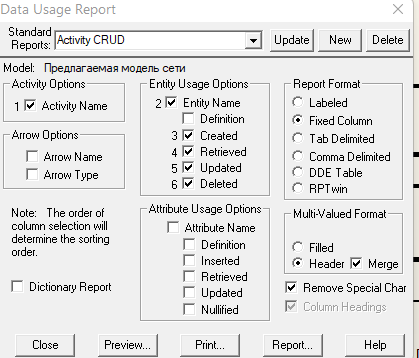 Data Usage Report
Standard Reports: Activity CRUD Update New Delete
Model: Предлагаемая модель сети
Activity Options
1 Activity Name
Arrow Options
Arrow Name
Arrow Type
Note: The order of
column selection will
determine the sorting
order.
Dictionary Report
Entity Usage Options
2 Entity Name
Definition
3 Created
4 Retrieved
5 Updated
6 Deleted
Attribute Usage Options
Attribute Name
Definition
Inserted
Retrieved
Updated
Nullified
Report Format
Labeled
Fixed Column
Tab Delimited
Comma Delimited
DDE Table
RPTwin
Multi-Valued Format
Filled
Header Merge
Remove Special Char
Column Headings
Close Preview... Print... Report... Help